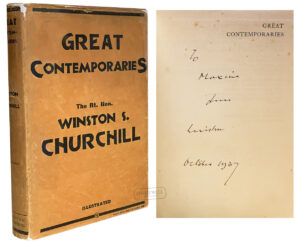 GREAT
CONTEMPORARIES
The Rt. Hon.
WINSTON S.
CHURCHILL
ILLUSTRATED
GREAT
CONTEMPORARIES
To
Maxine
from
Winston
October 1937